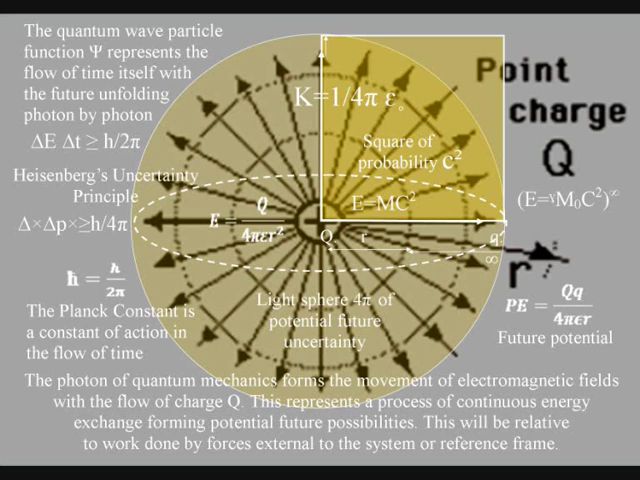 The quantum wave particle
function Ψ represents the
flow of time itself with
the future unfolding
photon by photon
ΔE Δt ≥ h/2π
Heisenberg's Uncertainty
Principle
Δ×Δp×≥h/4π
ħ = h/2π
The Planck Constant is
a constant of action in
the flow of time
K=1/4π ε。
Square of
probability C²
E=MC²
E = Q/4πεr²
Q r q
∞
Light sphere 4π of
potential future
uncertainty
Point
charge
Q
(E=ᵞM₀C²)∞
r
PE = Qq/4πϵr
Future potential
The photon of quantum mechanics forms the movement of electromagnetic fields
with the flow of charge Q. This represents a process of continuous energy
exchange forming potential future possibilities. This will be relative
to work done by forces external to the system or reference frame.